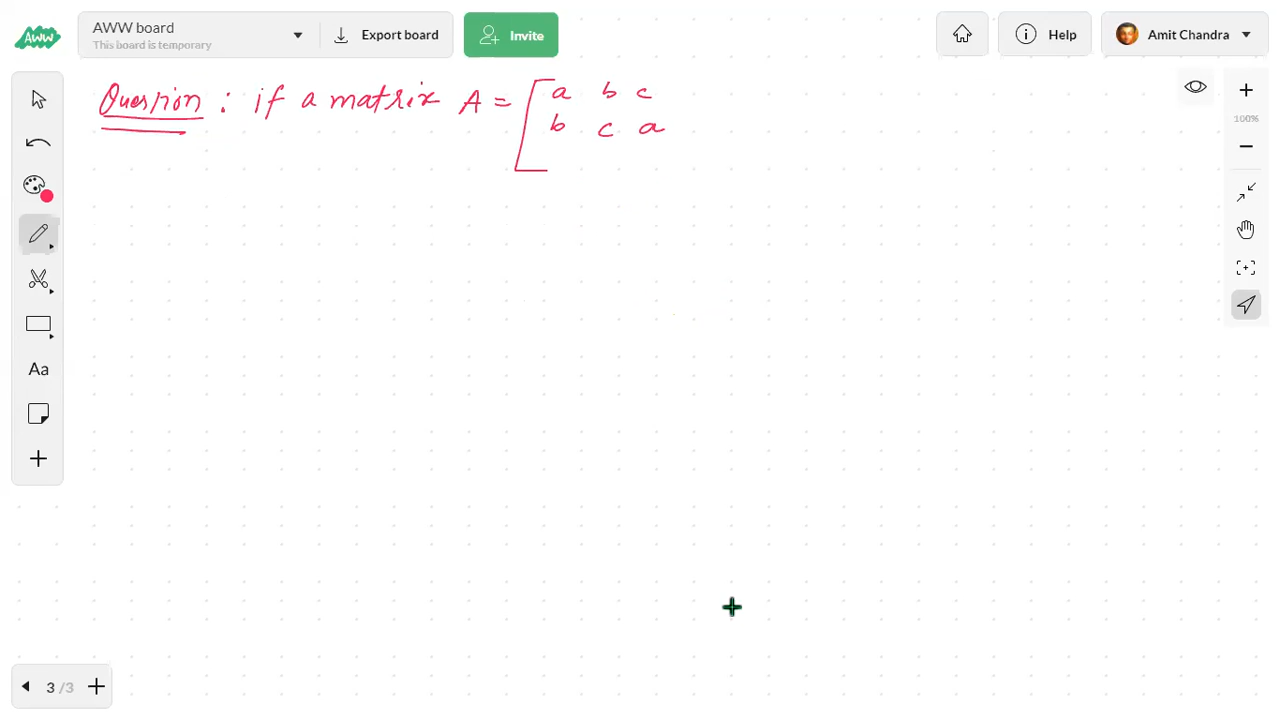 AWW
AWW board
This board is temporary
Export board
Invite
Help
Amit Chandra
Question : if a matrix A = [ a b c
b c a
100%
Aa
3 /3